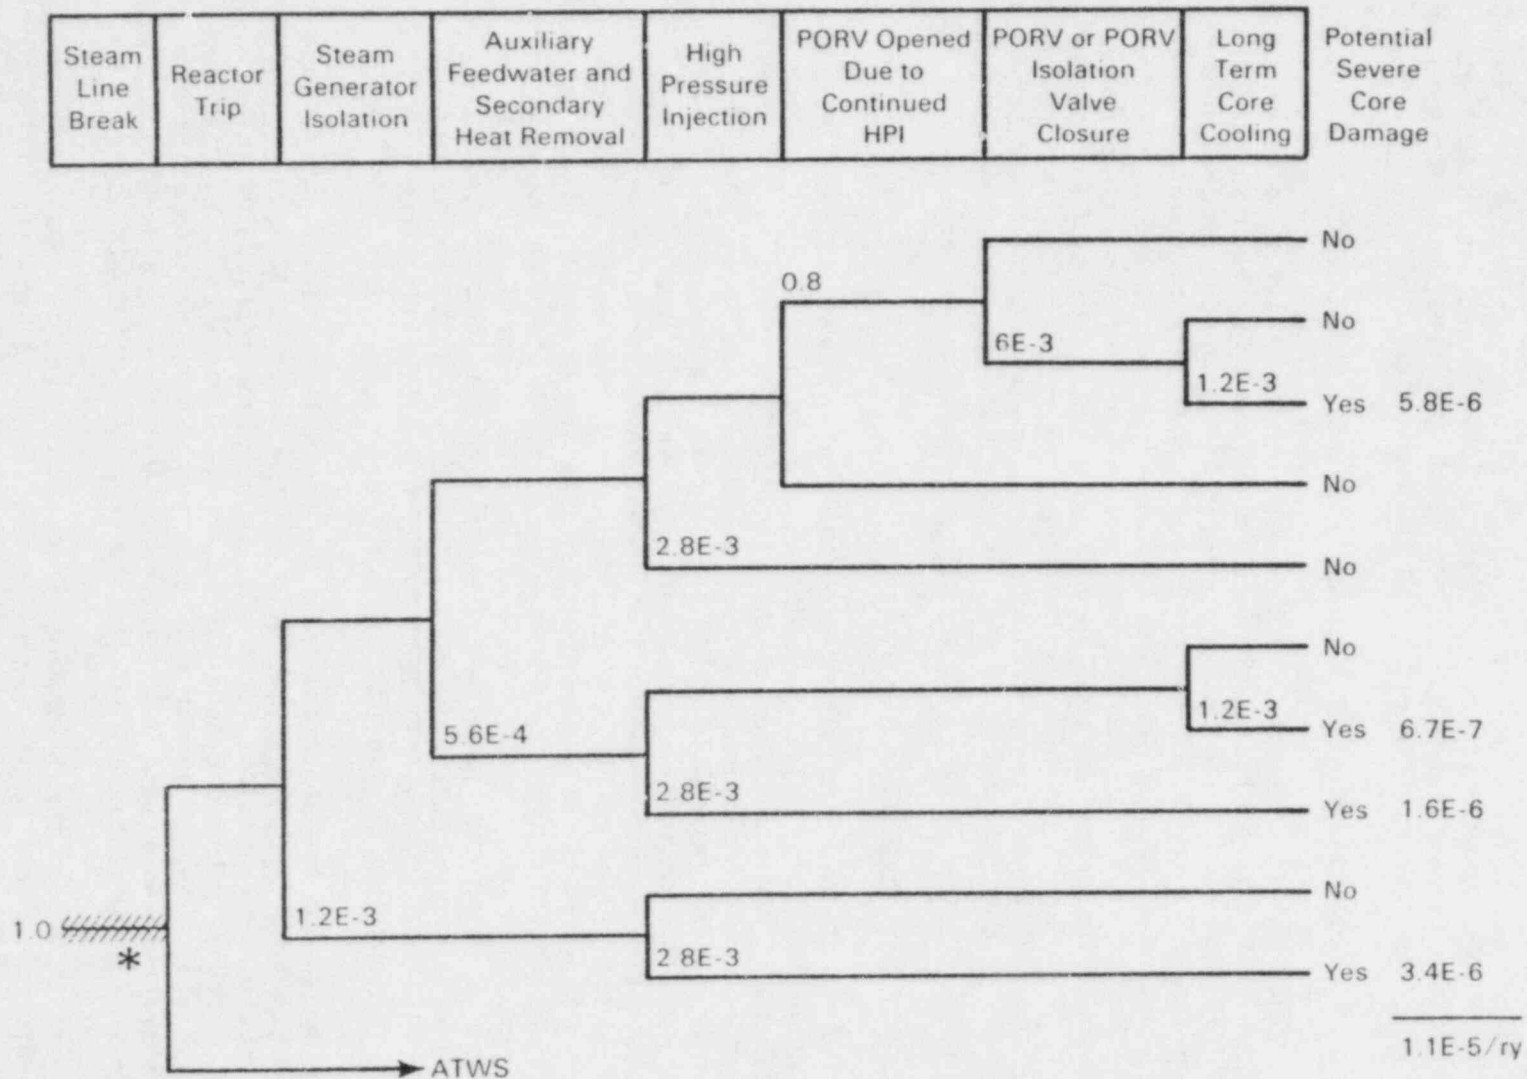 Steam
Line
Break
Reactor
Trip
Steam
Generator
Isolation
Auxiliary
Feedwater and
Secondary
Heat Removal
High
Pressure
Injection
PORV Opened
Due to
Continued
HPI
PORV or PORV
Isolation
Valve
Closure
Long
Term
Core
Cooling
Potential
Severe
Core
Damage
No
0.8
No
6E-3
1.2E-3
Yes 5.8E-6
No
2.8E-3
No
No
1.2E-3
5.6E-4
Yes 6.7E-7
2.8E-3
Yes 1.6E-6
No
1.2E-3
1.0
*
2.8E-3
Yes 3.4E-6
1.1E-5/ry
ATWS